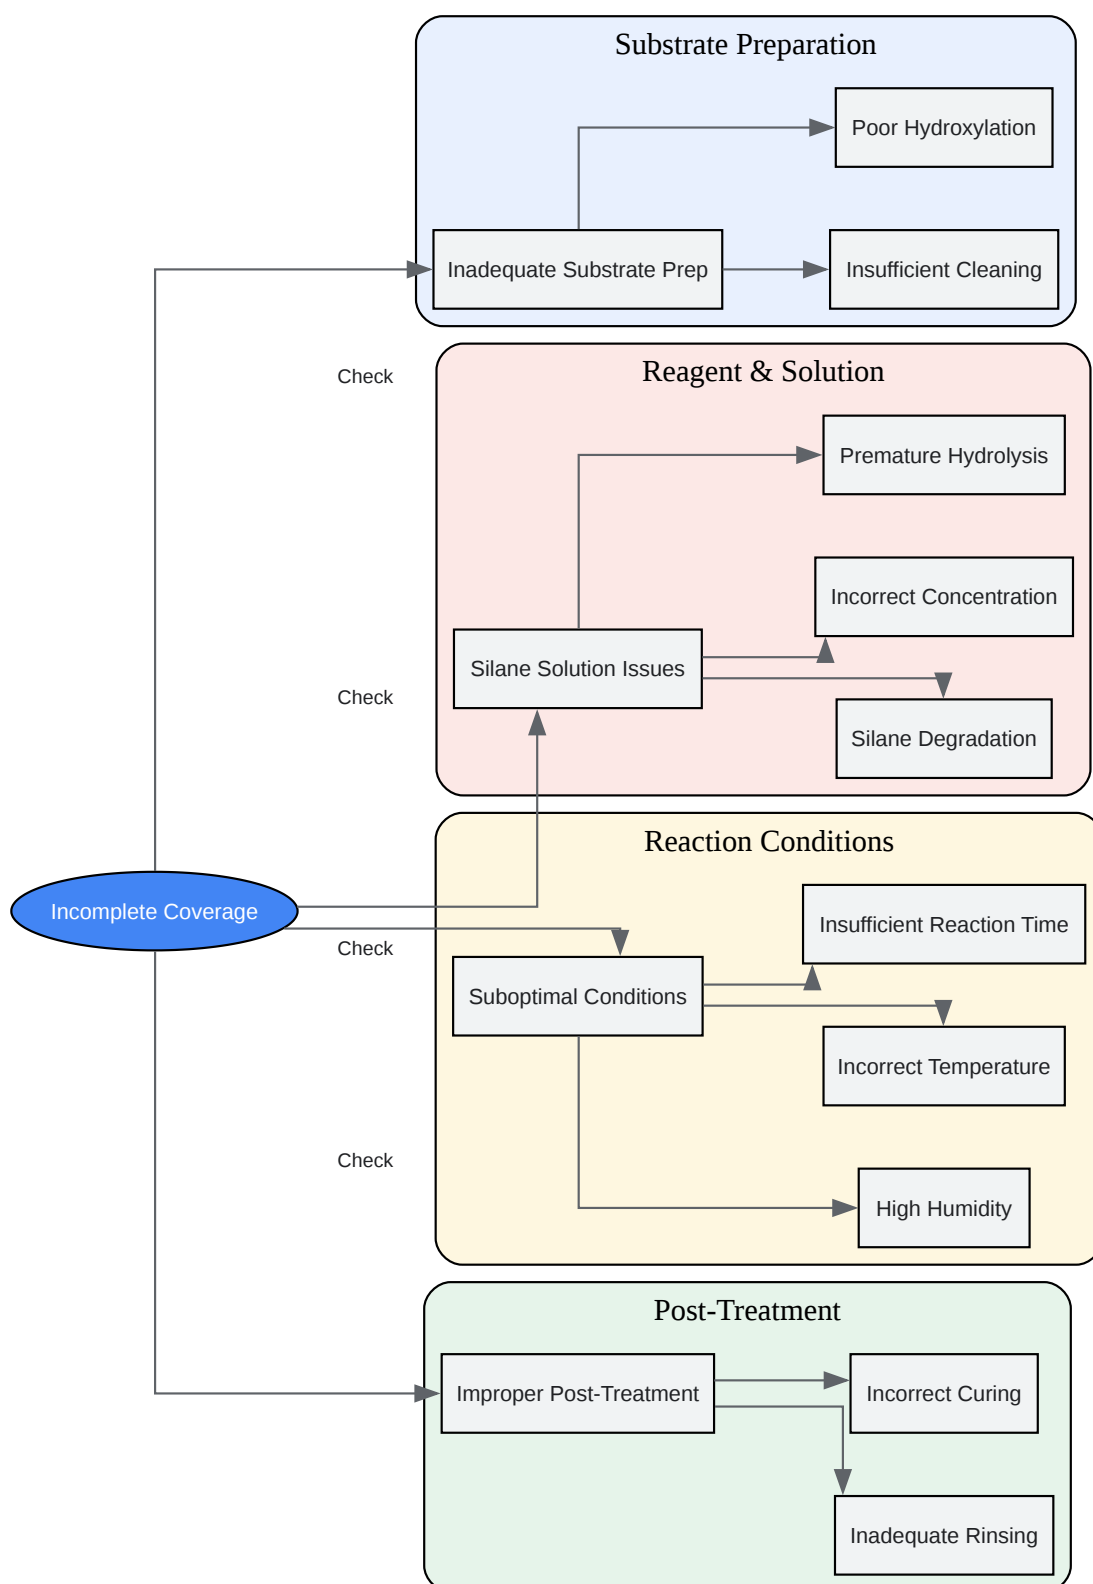 Substrate Preparation
Poor Hydroxylation
Inadequate Substrate Prep
Insufficient Cleaning
Check
Reagent & Solution
Premature Hydrolysis
Incorrect Concentration
Silane Solution Issues
Check
Silane Degradation
Reaction Conditions
Incomplete Coverage
Insufficient Reaction Time
Check
Suboptimal Conditions
Incorrect Temperature
Check
High Humidity
Post-Treatment
Improper Post-Treatment
Incorrect Curing
Inadequate Rinsing